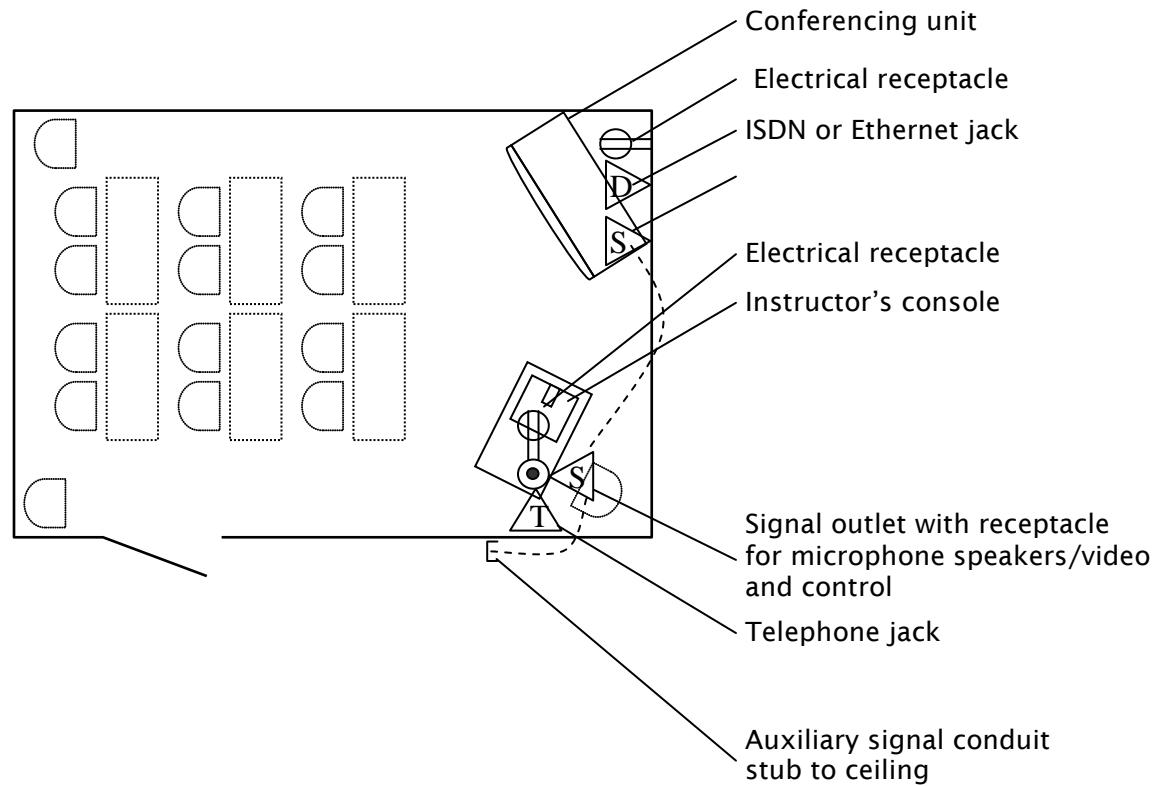 Conferencing unit
Electrical receptacle
ISDN or Ethernet jack
D
S
Electrical receptacle
Instructor’s console
S
T
Signal outlet with receptacle
for microphone speakers/video
and control
Telephone jack
Auxiliary signal conduit
stub to ceiling